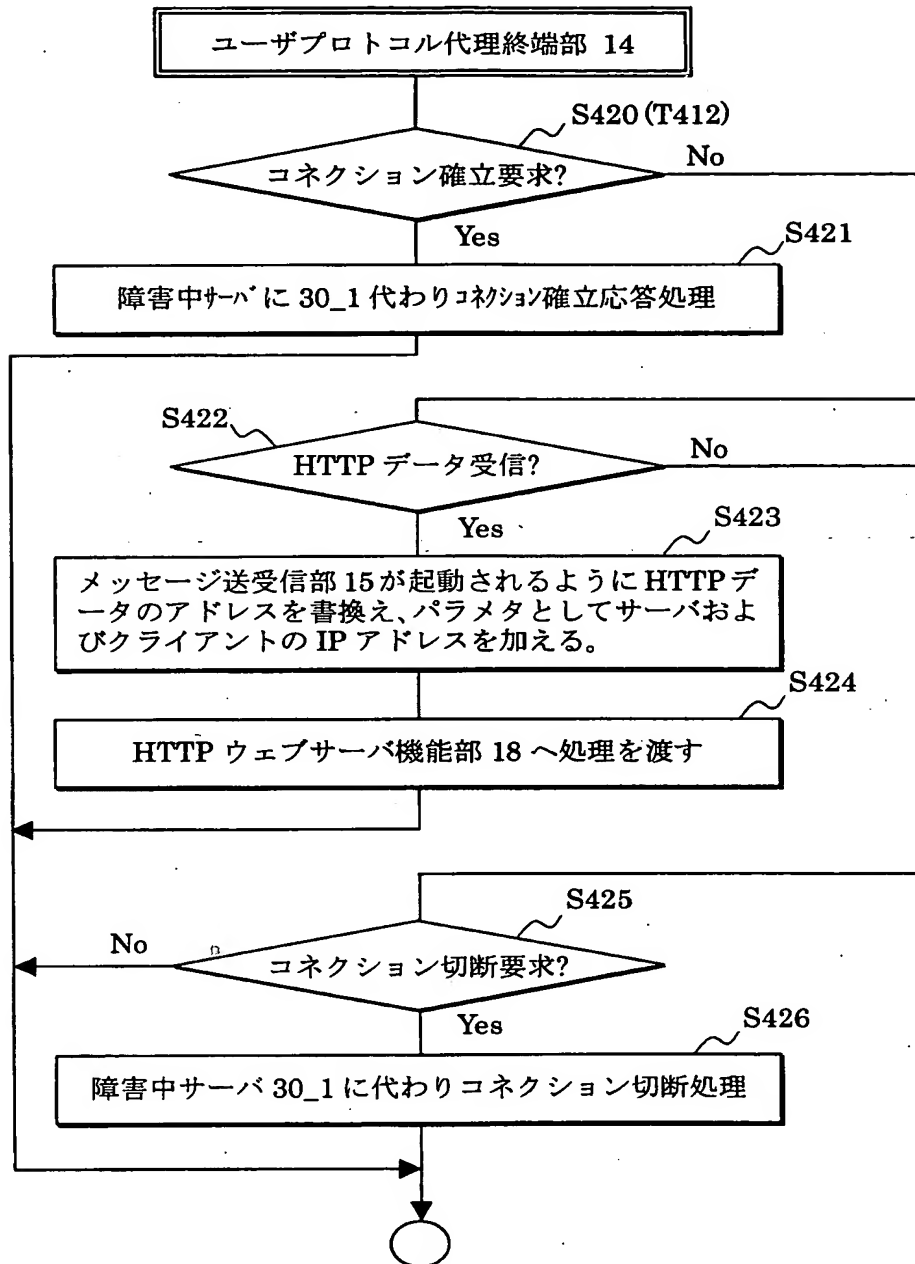 ユーザプロトコル代理終端部 14
S420 (T412)
コネクション確立要求?
No
Yes
S421
障害中サーバに 30_1 代わりコネクション確立応答処理
S422
HTTP データ受信?
No
Yes
S423
メッセージ送受信部 15 が起動されるように HTTP デ
ータのアドレスを書換え、パラメタとしてサーバおよ
びクライアントの IP アドレスを加える。
S424
HTTP ウェブサーバ機能部 18 へ処理を渡す
S425
No
コネクション切断要求?
Yes
S426
障害中サーバ 30_1 に代わりコネクション切断処理